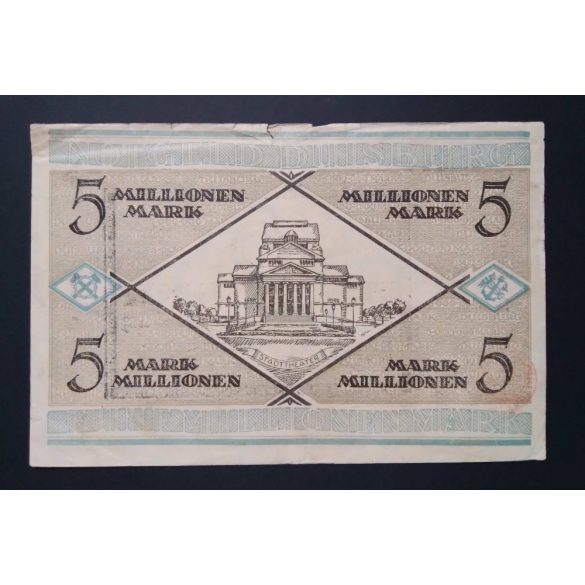 NOTGELD DUISBURG
5 MILLIONEN MARK
MILLIONEN MARK 5
STADTTHEATER
5 MARK MILLIONEN
MARK MILLIONEN 5
FÜNF MILLIONEN MARK